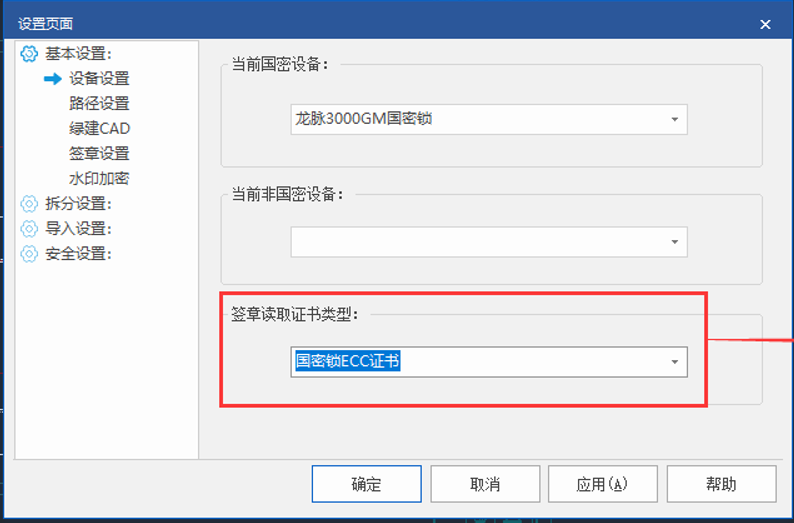 设置页面
基本设置:
设备设置
路径设置
绿建CAD
签章设置
水印加密
拆分设置:
导入设置:
安全设置:
当前国密设备:
龙脉3000GM国密锁
当前非国密设备:
签章读取证书类型:
国密锁ECC证书
确定
取消
应用(A)
帮助